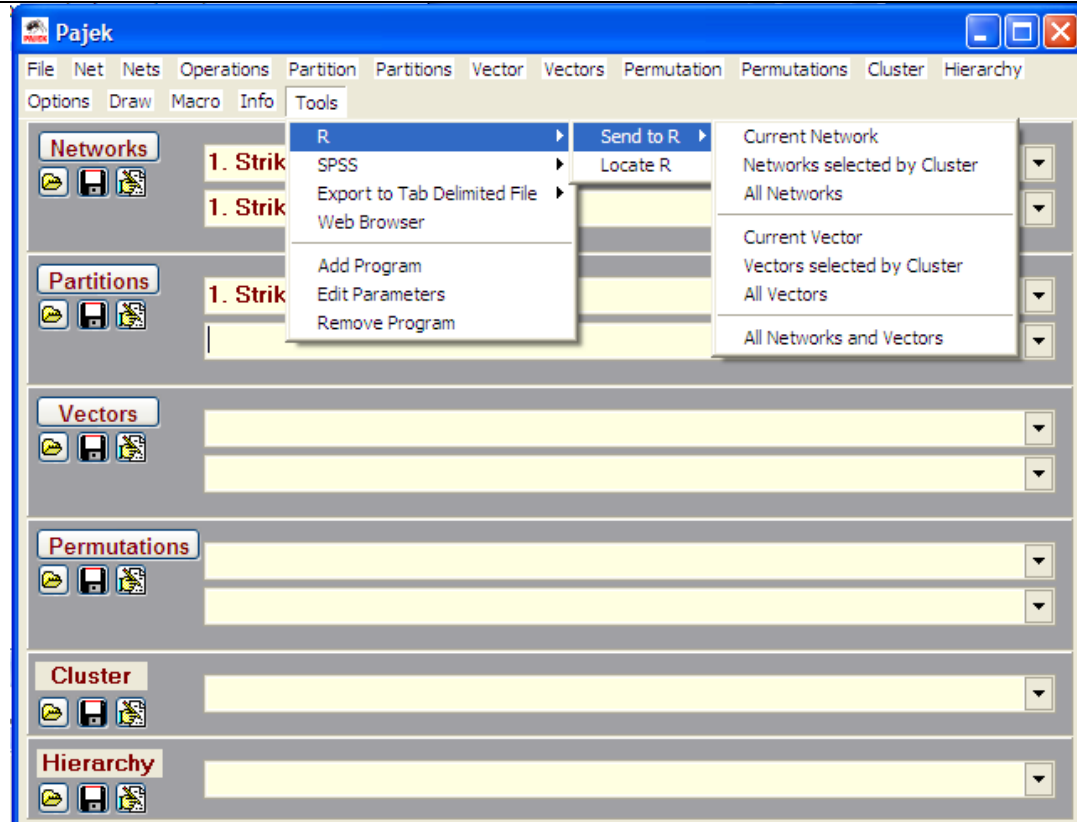 Pajek
File Net Nets Operations Partition Partitions Vector Vectors Permutation Permutations Cluster Hierarchy
Options Draw Macro Info Tools
Networks
1. Strik
1. Strik
R
SPSS
Export to Tab Delimited File
Web Browser
Add Program
Edit Parameters
Remove Program
Send to R
Locate R
Current Network
Networks selected by Cluster
All Networks
Current Vector
Vectors selected by Cluster
All Vectors
All Networks and Vectors
Partitions
1. Strik
Vectors
Permutations
Cluster
Hierarchy